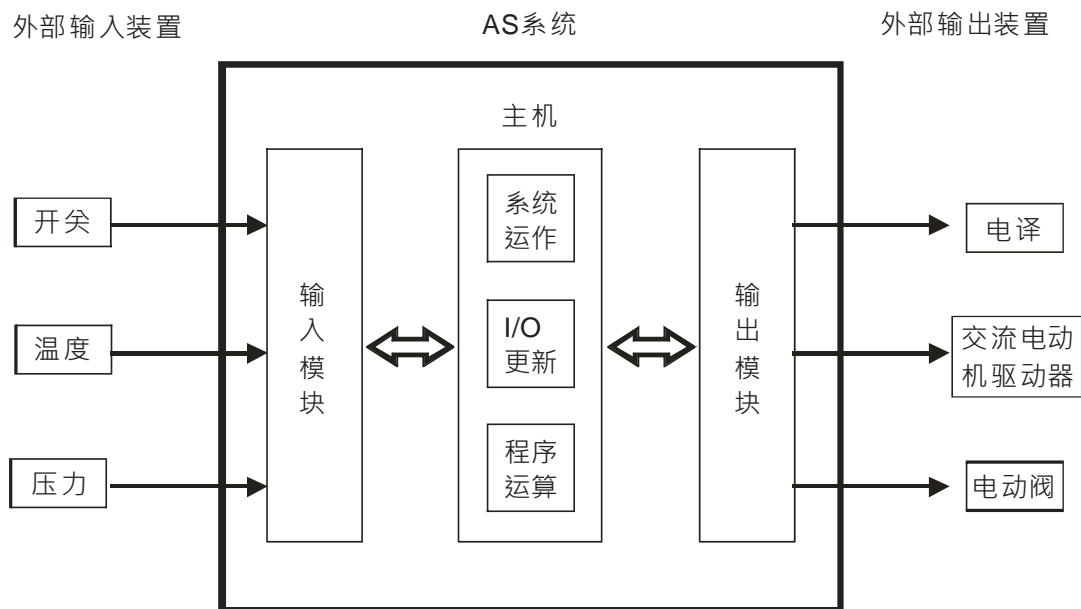 外部输入装置
AS系统
外部输出装置
主机
开关
温度
压力
输入模块
系统
运作
I/O
更新
程序
运算
输出模块
电译
交流电动
机驱动器
电动阀